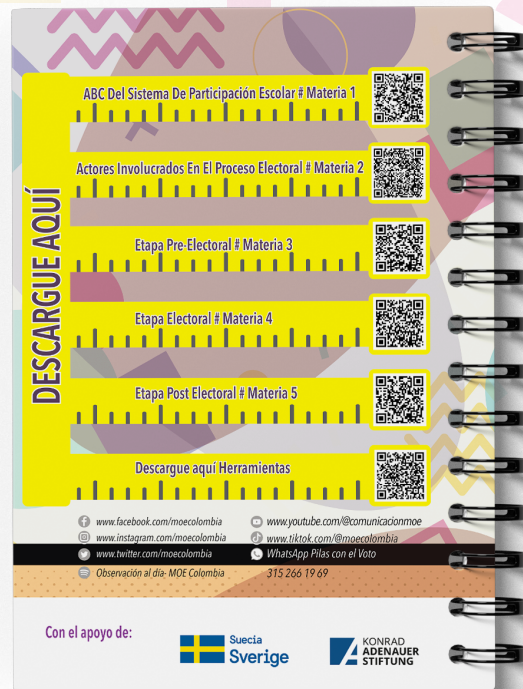 DESCARGUE AQUÍ
ABC Del Sistema De Participación Escolar # Materia 1
Actores Involucrados En El Proceso Electoral # Materia 2
Etapa Pre-Electoral # Materia 3
Etapa Electoral # Materia 4
Etapa Post Electoral # Materia 5
Descargue aquí Herramientas
www.facebook.com/moecolombia
www.instagram.com/moecolombia
www.twitter.com/moecolombia
Observación al día- MOE Colombia
www.youtube.com/@comunicacionmoe
www.tiktok.com/@moecolombia
WhatsApp Pilas con el Voto
315 266 19 69
Con el apoyo de:
Suecia
Sverige
KONRAD
ADENAUER
STIFTUNG